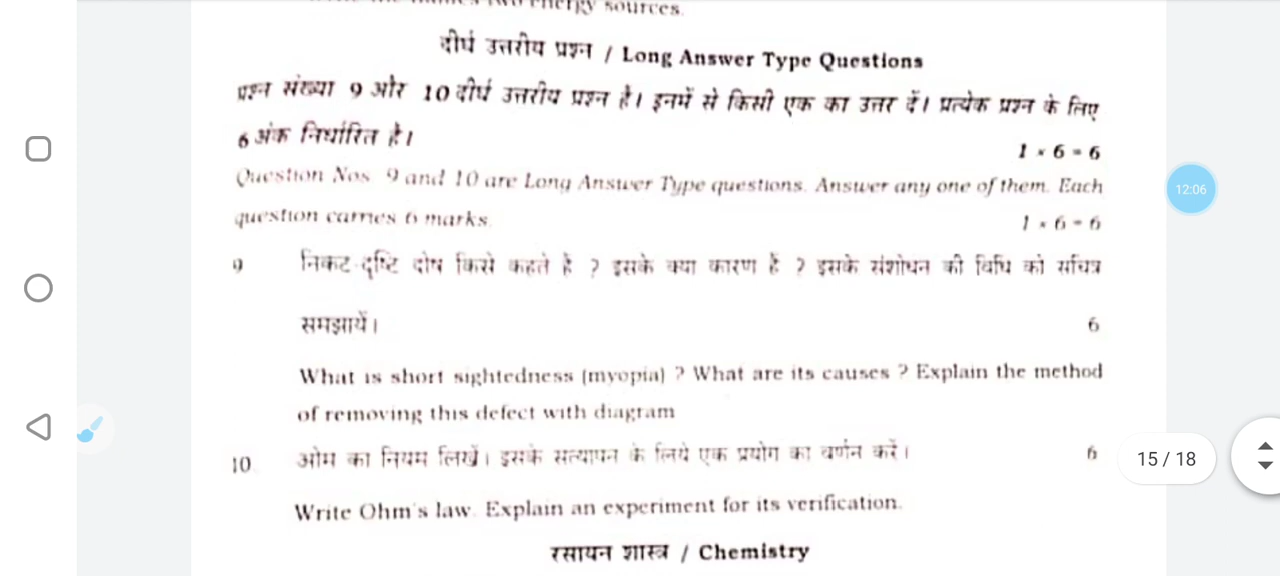 energy sources.
दीर्घ उत्तरीय प्रश्न / Long Answer Type Questions
प्रश्न संख्या 9 और 10 दीर्घ उत्तरीय प्रश्न है। इनमें से किसी एक का उत्तर दें। प्रत्येक प्रश्न के लिए
6 अंक निर्धारित है।
1 × 6 = 6
Question Nos. 9 and 10 are Long Answer Type questions. Answer any one of them. Each
question carries 6 marks.
1 × 6 = 6
12:06
9 निकट-दृष्टि दोष किसे कहते है ? इसके क्या कारण हैं ? इसके संशोधन की विधि को सचित्र
समझायें। 6
What is short sightedness (myopia) ? What are its causes ? Explain the method
of removing this defect with diagram
10. ओम का नियम लिखें। इसके सत्यापन के लिये एक प्रयोग का वर्णन करें। 6
15 / 18
Write Ohm's law. Explain an experiment for its verification.
रसायन शास्त्र / Chemistry